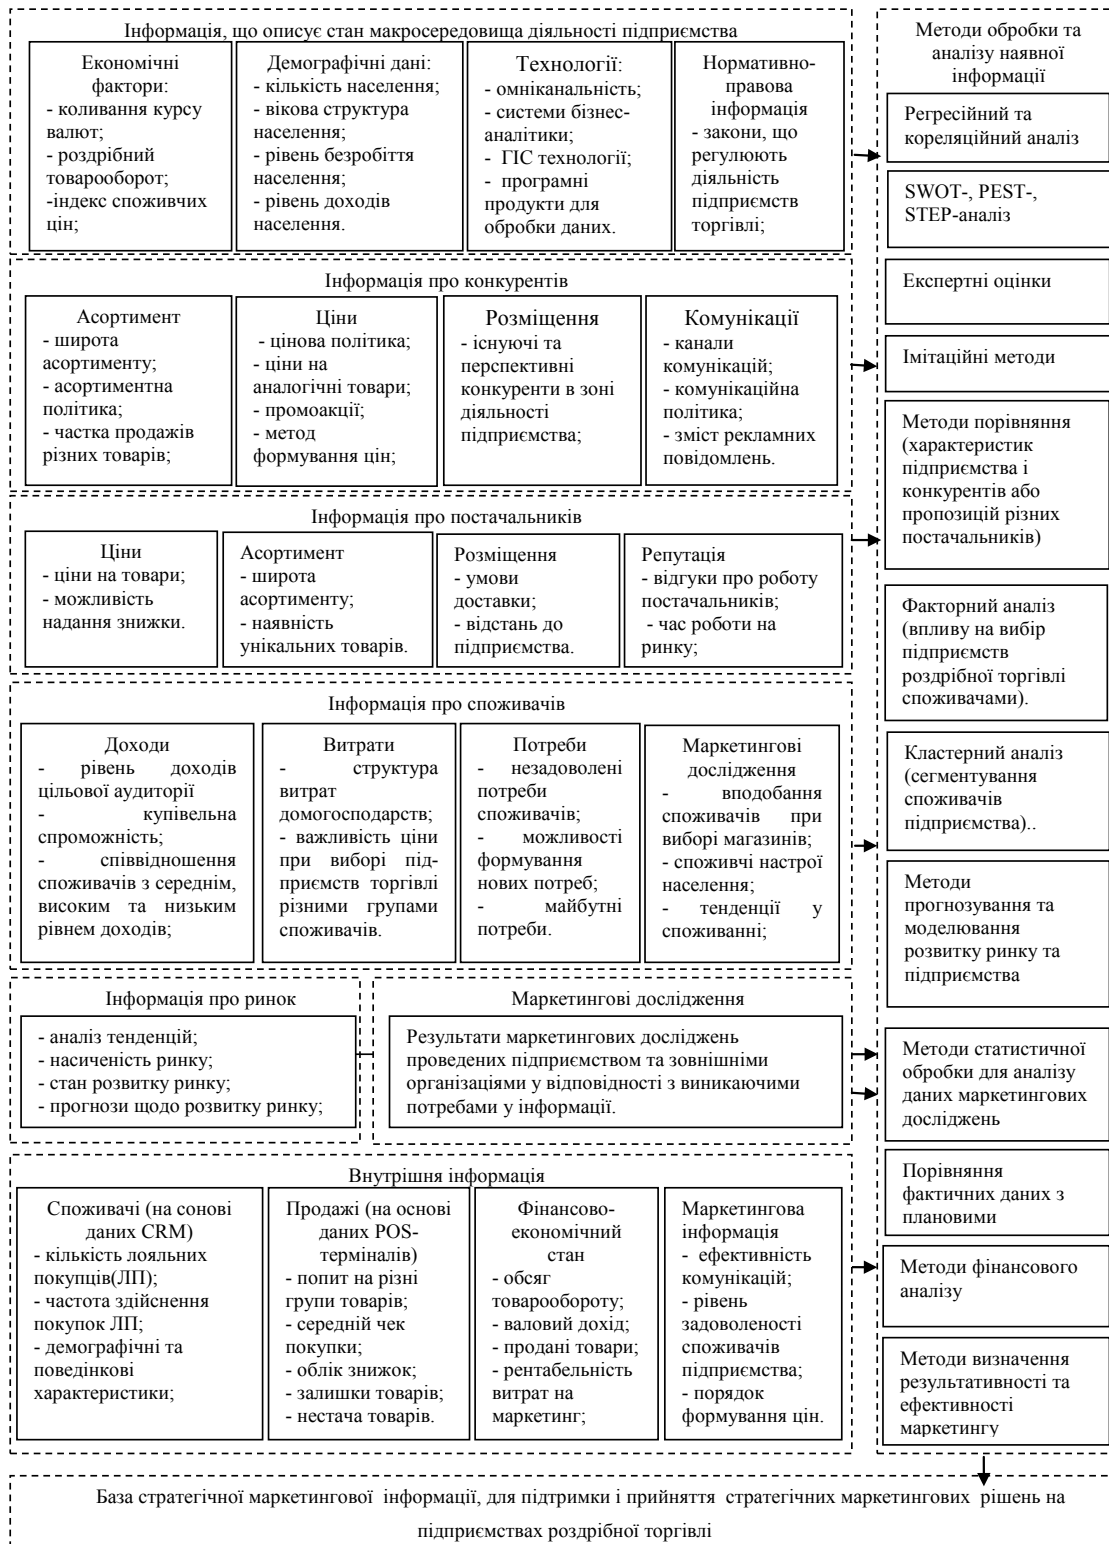 Інформація, що описує стан макросередовища діяльності підприємства
Економічні
фактори:
- коливання курсу
валют;
- роздрібний
товарооборот;
-індекс споживчих
цін;
Демографічні дані:
- кількість населення;
- вікова структура
населення;
- рівень безробіття
населення;
- рівень доходів
населення.
Технології:
- омніканальність;
- системи бізнес-
аналітики;
- ГІС технології;
- програмні
продукти для
обробки даних.
Нормативно-
правова
інформація
- закони, що
регулюють
діяльність
підприємств
торгівлі;
Інформація про конкурентів
Асортимент
- широта
асортименту;
- асортиментна
політика;
- частка продажів
різних товарів;
Ціни
- цінова політика;
- ціни на
аналогічні товари;
- промоакції;
- метод
формування цін;
Розміщення
- існуючі та
перспективні
конкуренти в зоні
діяльності
підприємства;
Комунікації
- канали
комунікацій;
- комунікаційна
політика;
- зміст рекламних
повідомлень.
Інформація про постачальників
Ціни
- ціни на товари;
- можливість
надання знижки.
Асортимент
- широта
асортименту;
- наявність
унікальних товарів.
Розміщення
- умови
доставки;
- відстань до
підприємства.
Репутація
- відгуки про роботу
постачальників;
- час роботи на
ринку;
Інформація про споживачів
Доходи
- рівень доходів
цільової аудиторії
- купівельна
спроможність;
- співвідношення
споживачів з середнім,
високим та низьким
рівнем доходів;
Витрати
- структура
витрат
домогосподарств;
- важливість ціни
при виборі під-
приємств торгівлі
різними групами
споживачів.
Потреби
- незадоволені
потреби
споживачів;
- можливості
формування
нових потреб;
- майбутні
потреби.
Маркетингові
дослідження
- вподобання
споживачів при
виборі магазинів;
- споживчі настрої
населення;
- тенденції у
споживанні;
Інформація про ринок
- аналіз тенденцій;
- насиченість ринку;
- стан розвитку ринку;
- прогнози щодо розвитку ринку;
Маркетингові дослідження
Результати маркетингових досліджень
проведених підприємством та зовнішніми
організаціями у відповідності з виникаючими
потребами у інформації.
Внутрішня інформація
Споживачі (на сонові
даних CRM)
- кількість лояльних
покупців(ЛП);
- частота здійснення
покупок ЛП;
- демографічні та
поведінкові
характеристики;
Продажі (на основі
даних POS-
терміналів)
- попит на різні
групи товарів;
- середній чек
покупки;
- облік знижок;
- залишки товарів;
- нестача товарів.
Фінансово-
економічний
стан
- обсяг
товарообороту;
- валовий дохід;
- продані товари;
- рентабельність
витрат на
маркетинг;
Маркетингова
інформація
- ефективність
комунікацій;
- рівень
задоволеності
споживачів
підприємства;
- порядок
формування цін.
Методи обробки та
аналізу наявної
інформації
Регресійний та
кореляційний аналіз
SWOT-, PEST-,
STEP-аналіз
Експертні оцінки
Імітаційні методи
Методи порівняння
(характеристик
підприємства і
конкурентів або
пропозицій різних
постачальників)
Факторний аналіз
(впливу на вибір
підприємств
роздрібної торгівлі
споживачами).
Кластерний аналіз
(сегментування
споживачів
підприємства)..
Методи
прогнозування та
моделювання
розвитку ринку та
підприємства
Методи статистичної
обробки для аналізу
даних маркетингових
досліджень
Порівняння
фактичних даних з
плановими
Методи фінансового
аналізу
Методи визначення
результативності та
ефективності
маркетингу
База стратегічної маркетингової інформації, для підтримки і прийняття стратегічних маркетингових рішень на
підприємствах роздрібної торгівлі